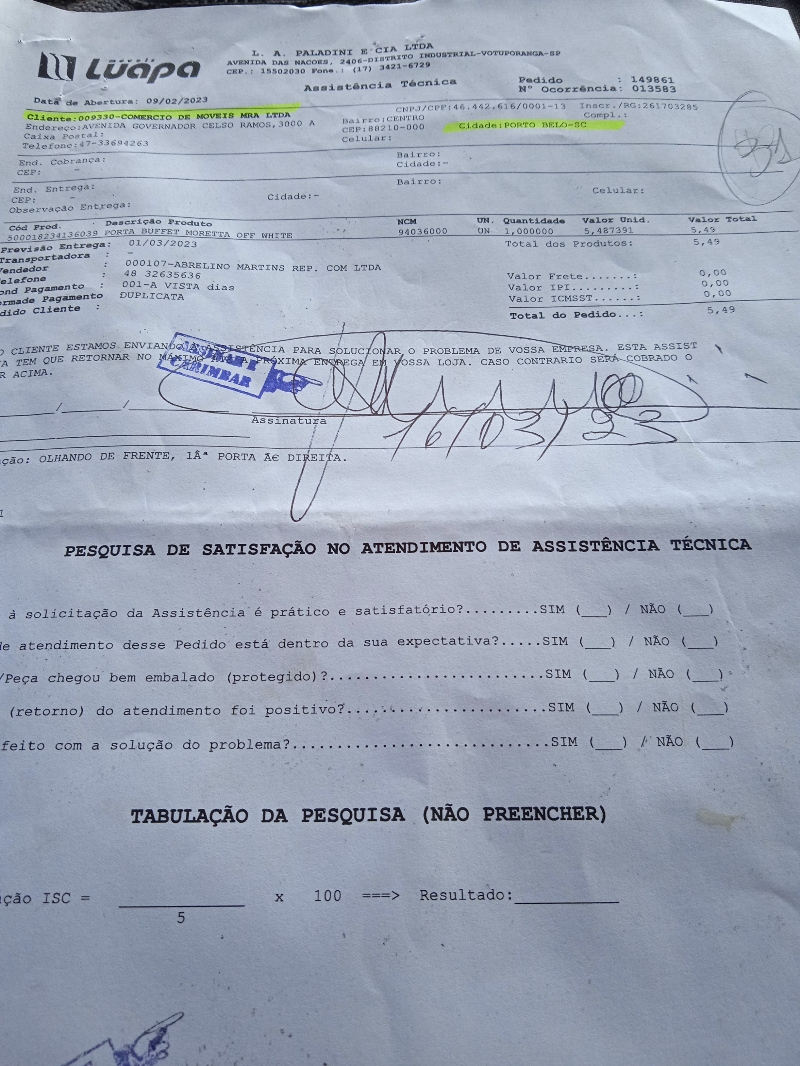 LUAPA
L. A. PALADINI E CIA LTDA
AVENIDA DAS NACOES, 2406-DISTRITO INDUSTRIAL-VOTUPORANGA-SP
CEP.: 15502030 Fone.: (17) 3421-6729
Assistência Técnica
Pedido : 149861
Nº Ocorrência: 013583
Data de Abertura: 09/02/2023
Cliente:009330-COMERCIO DE MOVEIS MRA LTDA
CNPJ/CPF:46.442.616/0001-13 Inscr./RG:261703285
Endereço:AVENIDA GOVERNADOR CELSO RAMOS,3000 A
Bairro:CENTRO
Compl.:
Caixa Postal:
CEP:88210-000
Cidade:PORTO BELO-SC
Telefone:47-33694263
Celular:
31
End. Cobrança:
Bairro:
CEP: -
Cidade:-
End. Entrega:
Bairro:
CEP: -
Cidade:-
Celular:
Observação Entrega:
Cód Prod. Descrição Produto NCM UN. Quantidade Valor Unid. Valor Total
500018234136039 PORTA BUFFET MORETTA OFF WHITE 94036000 UN 1,000000 5,487391 5,49
Previsão Entrega: 01/03/2023
Total dos Produtos: 5,49
Transportadora : -
Vendedor : 000107-ABRELINO MARTINS REP. COM LTDA
Telefone : 48 32635636
Valor Frete.......: 0,00
ond Pagamento : 001-A VISTA dias
Valor IPI.........: 0,00
ormade Pagamento DUPLICATA
Valor ICMSST......: 0,00
dido Cliente :
Total do Pedido...: 5,49
O CLIENTE ESTAMOS ENVIANDO A ASSISTÊNCIA PARA SOLUCIONAR O PROBLEMA DE VOSSA EMPRESA. ESTA ASSIST
A TEM QUE RETORNAR NO MÁXIMO ATÉ A PRÓXIMA ENTREGA EM VOSSA LOJA. CASO CONTRARIO SERÁ COBRADO O
R ACIMA.
ASSINAR E
CARIMBAR
/ /
Assinatura
16/03/23
ção: OLHANDO DE FRENTE, 1Âª PORTA Ã€ DIREITA.
PESQUISA DE SATISFAÇÃO NO ATENDIMENTO DE ASSISTÊNCIA TÉCNICA
à solicitação da Assistência é prático e satisfatório?.........SIM (___) / NÃO (___)
de atendimento desse Pedido está dentro da sua expectativa?.....SIM (___) / NÃO (___)
/Peça chegou bem embalado (protegido)?..........................SIM (___) / NÃO (___)
(retorno) do atendimento foi positivo?........................SIM (___) / NÃO (___)
feito com a solução do problema?...............................SIM (___) / NÃO (___)
TABULAÇÃO DA PESQUISA (NÃO PREENCHER)
ação ISC = __________ x 100 ===> Resultado:________
5